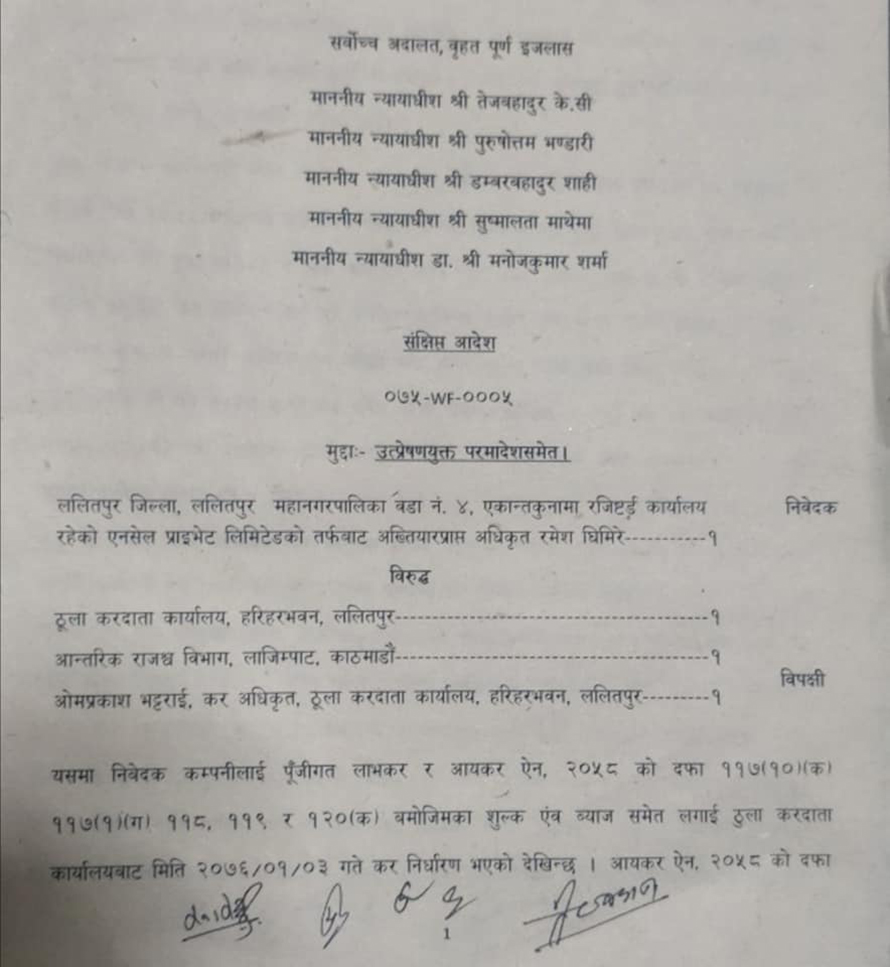 सर्वोच्च अदालत, वृहत पूर्ण इजलास
माननीय न्यायाधीश श्री तेजबहादुर के.सी
माननीय न्यायाधीश श्री पुरुषोत्तम भण्डारी
माननीय न्यायाधीश श्री डम्बरबहादुर शाही
माननीय न्यायाधीश श्री सुष्मालता माथेमा
माननीय न्यायाधीश डा. श्री मनोजकुमार शर्मा
संक्षिप्त आदेश
०७५-WF-०००५
मुद्दाः- उत्प्रेषणयुक्त परमादेशसमेत।
ललितपुर जिल्ला, ललितपुर महानगरपालिका वडा नं. ४, एकान्तकुनामा रजिष्टर्ड कार्यालय निवेदक
रहेको एनसेल प्राइभेट लिमिटेडको तर्फबाट अख्तियारप्राप्त अधिकृत रमेश घिमिरे-----------१
विरुद्ध
ठूला करदाता कार्यालय, हरिहरभवन, ललितपुर----------------------------------------१
आन्तरिक राजश्व विभाग, लाजिम्पाट, काठमाडौं----------------------------------------१
विपक्षी
ओमप्रकाश भट्टराई, कर अधिकृत, ठूला करदाता कार्यालय, हरिहरभवन, ललितपुर---------१
यसमा निवेदक कम्पनीलाई पूँजीगत लाभकर र आयकर ऐन, २०५८ को दफा ११७(१०)(क)
११७(१)(ग) ११८, ११९ र १२०(क) बमोजिमका शुल्क एंव ब्याज समेत लगाई ठुला करदाता
कार्यालयबाट मिति २०७६/०१/०३ गते कर निर्धारण भएको देखिन्छ । आयकर ऐन, २०५८ को दफा
1